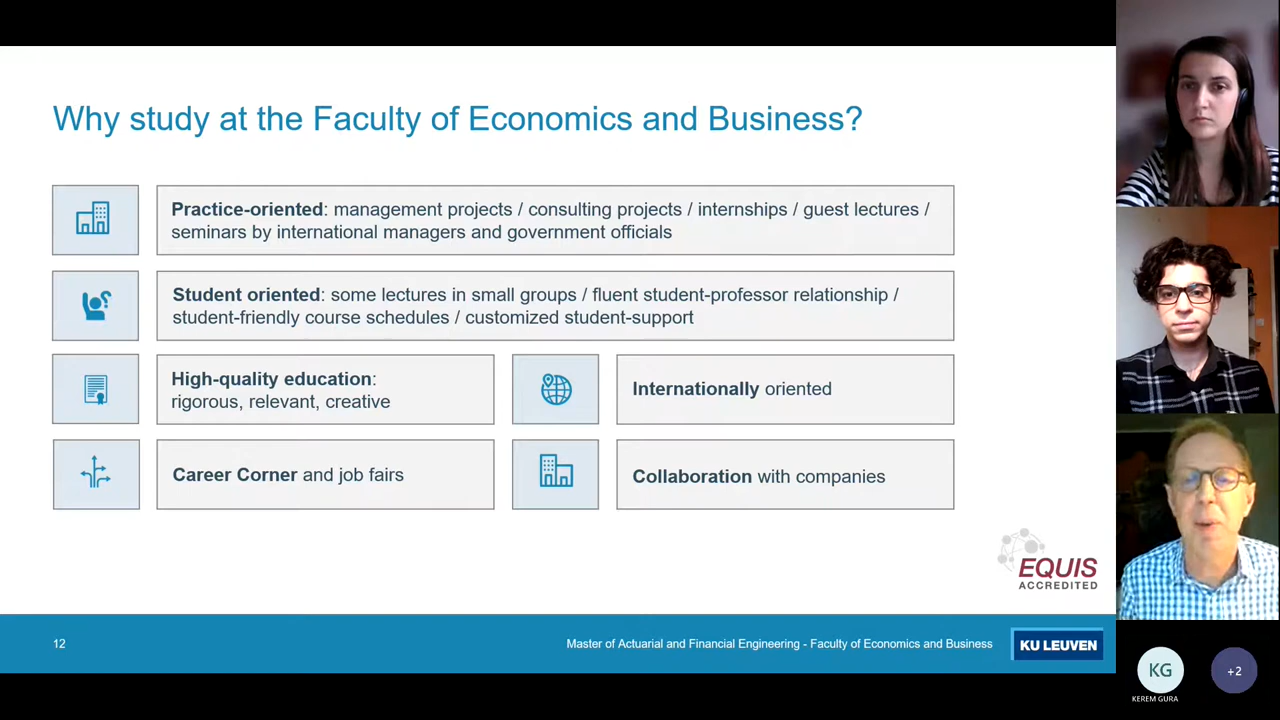 Why study at the Faculty of Economics and Business?
Practice-oriented: management projects / consulting projects / internships / guest lectures /
seminars by international managers and government officials
Student oriented: some lectures in small groups / fluent student-professor relationship /
student-friendly course schedules / customized student-support
High-quality education:
rigorous, relevant, creative
Internationally oriented
Career Corner and job fairs
Collaboration with companies
EQUIS
ACCREDITED
12
Master of Actuarial and Financial Engineering - Faculty of Economics and Business
KU LEUVEN
KG
KEREM GURA
+2